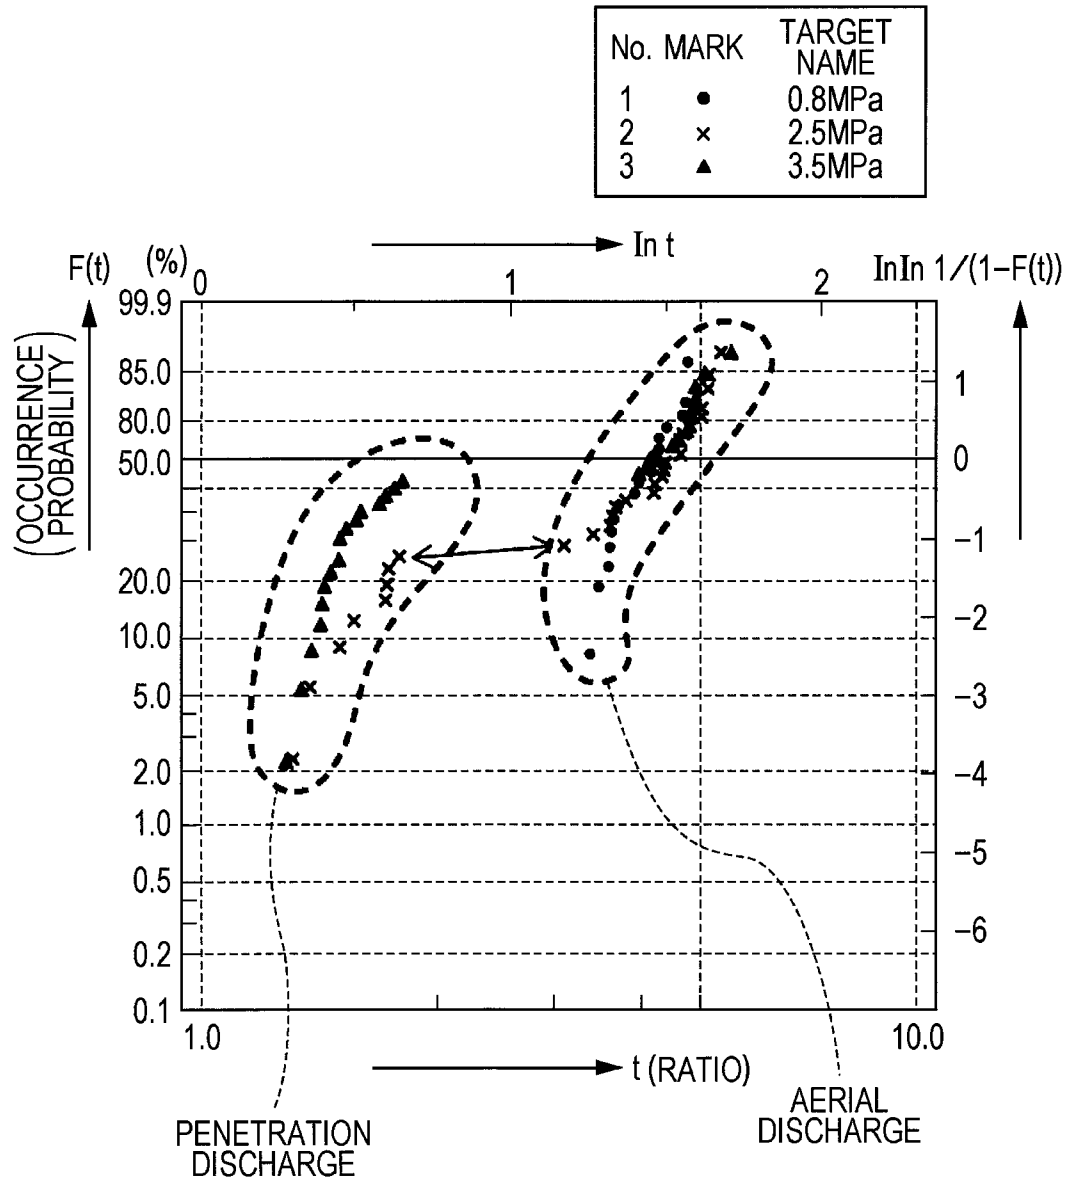 No. MARK TARGET NAME
1 ● 0.8MPa
2 × 2.5MPa
3 ▲ 3.5MPa
ln t
F(t) (%) 0 1 2 lnln 1/(1−F(t))
(OCCURRENCE PROBABILITY)
99.9
85.0
80.0
50.0
20.0
10.0
5.0
2.0
1.0
0.5
0.2
0.1
1
0
−1
−2
−3
−4
−5
−6
1.0 10.0
t (RATIO)
PENETRATION
DISCHARGE
AERIAL
DISCHARGE